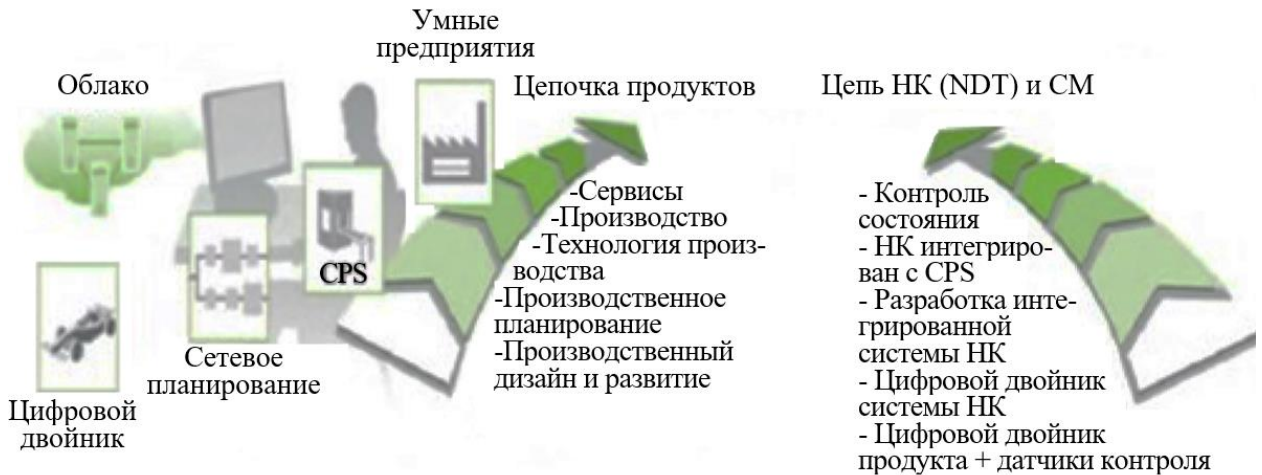 Умные
предприятия
Облако
Цепочка продуктов
Цепь НК (NDT) и СМ
CPS
Сетевое
планирование
Цифровой
двойник
-Сервисы
-Производство
-Технология произ-
водства
-Производственное
планирование
-Производственный
дизайн и развитие
- Контроль
состояния
- НК интегриро-
ван с CPS
- Разработка инте-
грированной
системы НК
- Цифровой двойник
системы НК
- Цифровой двойник
продукта + датчики контроля